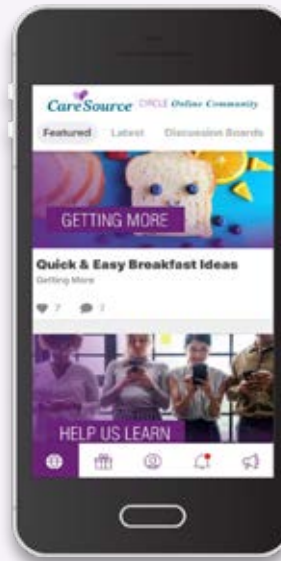 CareSource CIRCLE Online Community
Featured Latest Discussion Boards
GETTING MORE
Quick & Easy Breakfast Ideas
Getting More
7 7
HELP US LEARN